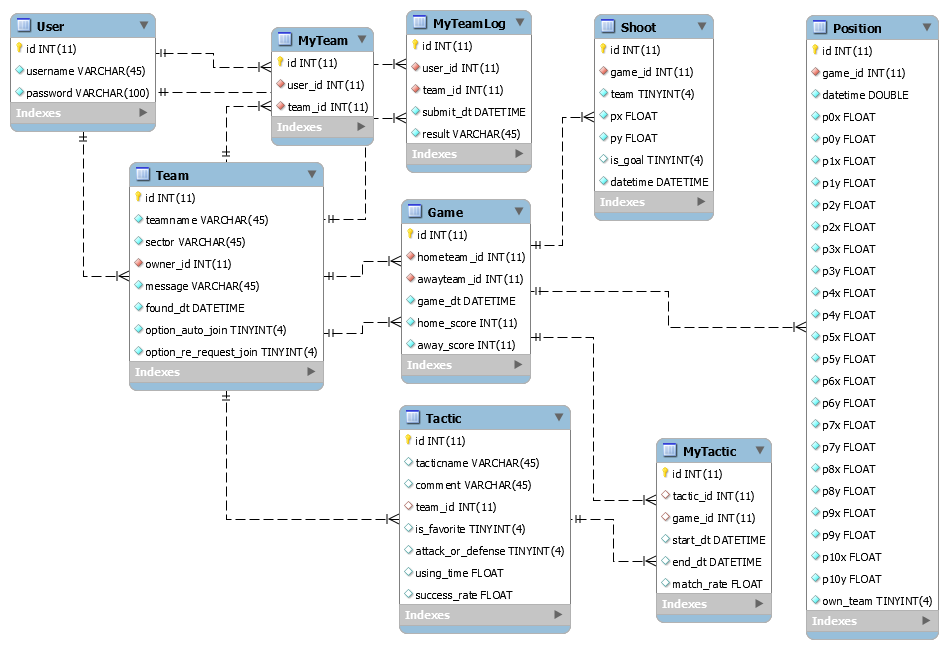 User
id INT(11)
username VARCHAR(45)
password VARCHAR(100)
Indexes
MyTeam
id INT(11)
user_id INT(11)
team_id INT(11)
Indexes
MyTeamLog
id INT(11)
user_id INT(11)
team_id INT(11)
submit_dt DATETIME
result VARCHAR(45)
Indexes
Shoot
id INT(11)
game_id INT(11)
team TINYINT(4)
px FLOAT
py FLOAT
is_goal TINYINT(4)
datetime DATETIME
Indexes
Position
id INT(11)
game_id INT(11)
datetime DOUBLE
p0x FLOAT
p0y FLOAT
p1x FLOAT
p1y FLOAT
p2y FLOAT
p2x FLOAT
p3x FLOAT
p3y FLOAT
p4x FLOAT
p4y FLOAT
p5x FLOAT
p5y FLOAT
p6x FLOAT
p6y FLOAT
p7x FLOAT
p7y FLOAT
p8x FLOAT
p8y FLOAT
p9x FLOAT
p9y FLOAT
p10x FLOAT
p10y FLOAT
own_team TINYINT(4)
Indexes
Team
id INT(11)
teamname VARCHAR(45)
sector VARCHAR(45)
owner_id INT(11)
message VARCHAR(45)
found_dt DATETIME
option_auto_join TINYINT(4)
option_re_request_join TINYINT(4)
Indexes
Game
id INT(11)
hometeam_id INT(11)
awayteam_id INT(11)
game_dt DATETIME
home_score INT(11)
away_score INT(11)
Indexes
Tactic
id INT(11)
tacticname VARCHAR(45)
comment VARCHAR(45)
team_id INT(11)
is_favorite TINYINT(4)
attack_or_defense TINYINT(4)
using_time FLOAT
success_rate FLOAT
Indexes
MyTactic
id INT(11)
tactic_id INT(11)
game_id INT(11)
start_dt DATETIME
end_dt DATETIME
match_rate FLOAT
Indexes